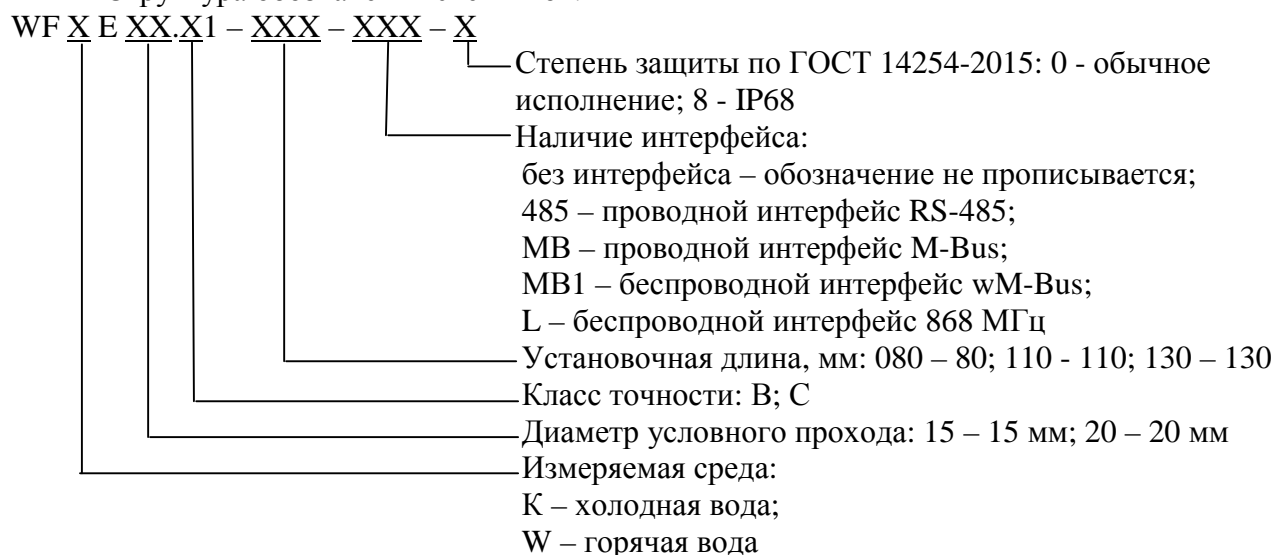 WF X E XX.X1 – XXX – XXX – X
Степень защиты по ГОСТ 14254-2015: 0 - обычное
исполнение; 8 - IP68
Наличие интерфейса:
без интерфейса – обозначение не прописывается;
485 – проводной интерфейс RS-485;
MB – проводной интерфейс M-Bus;
MB1 – беспроводной интерфейс wM-Bus;
L – беспроводной интерфейс 868 МГц
Установочная длина, мм: 080 – 80; 110 - 110; 130 – 130
Класс точности: B; C
Диаметр условного прохода: 15 – 15 мм; 20 – 20 мм
Измеряемая среда:
K – холодная вода;
W – горячая вода